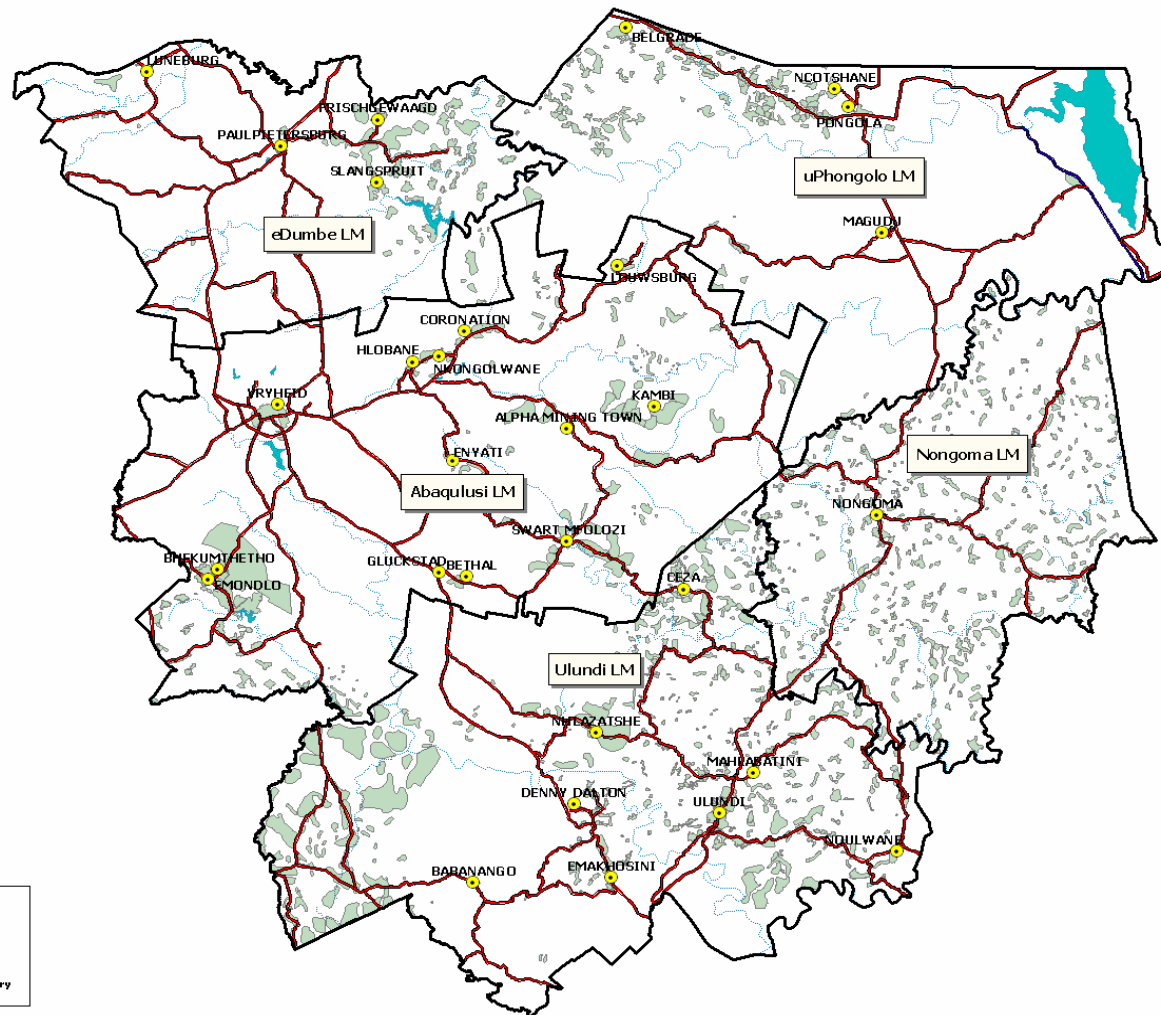 BELGRADE
LUNEBURG
NCOTSHANE
FRISCHGEWAAGD
PONGOLA
PAULPIETERSBURG
SLANGSPRUIT
uPhongolo LM
MAGUDU
eDumbe LM
LOUWSBURG
CORONATION
HLOBANE
NKONGOLWANE
VRYHEID
KAMBI
ALPHA MINING TOWN
ENYATI
Nongoma LM
Abaqulusi LM
NONGOMA
SWART MFOLOZI
BHEKUMTHETHO
GLUCKSTAD
BETHAL
EMONDLO
CEZA
Ulundi LM
NHLAZATSHE
MAHLABATINI
DENNY DALTON
ULUNDI
NQULWANE
BABANANGO
EMAKHOSINI
ry